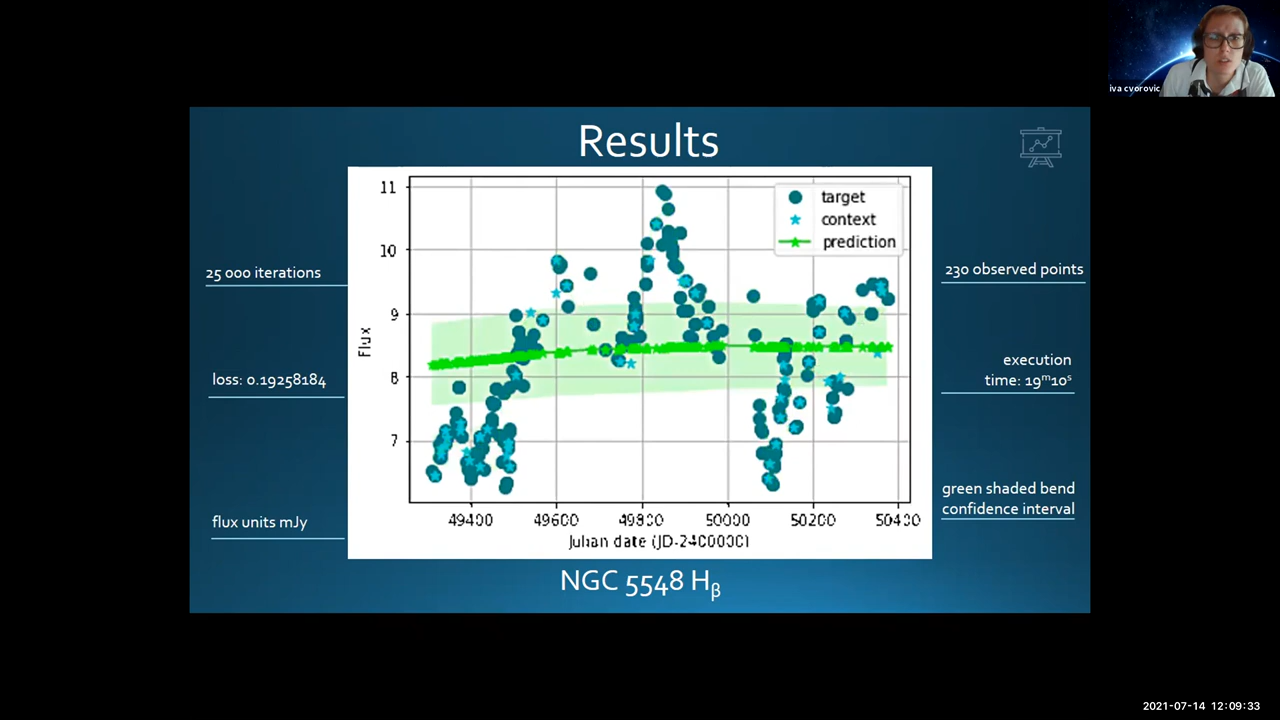 iva cvorovic
Results
25 000 iterations
loss: 0.19258184
flux units mJy
11
10
9
8
7
Flux
target
context
prediction
49400 49600 49800 50000 50200 50400
Julian date (JD-2400000)
230 observed points
execution
time: 19ᵐ10ˢ
green shaded bend
confidence interval
NGC 5548 Hᵦ
2021-07-14 12:09:33